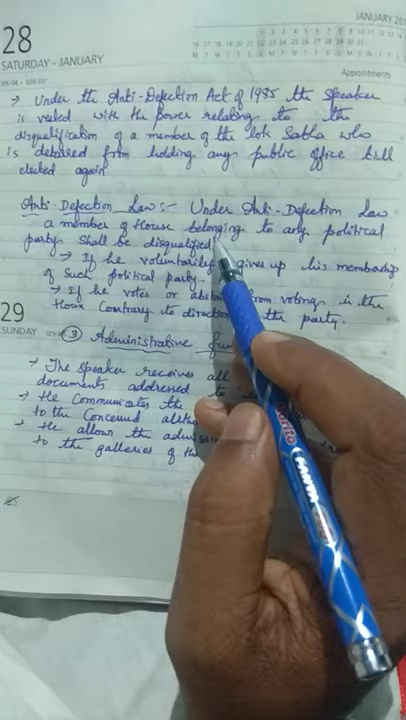 JANUARY
28
SATURDAY - JANUARY
Appointments
→ Under the Anti-Defection Act of 1985 the Speaker
is vested with the power relating to the
disqualification of a member of the lok Sabha who
is debarred from holding any public office till
elected again
Anti-Defection Law:- Under Anti-Defection Law
a member of House belonging to any political
party shall be disqualified
→ If he voluntarily gives up his membership
of Such political party.
→ If he votes or from voting in the
House Contrary to the party.
29
SUNDAY
③ Administrative
→ The Speaker receives all
documents addressed to
→ He Communicates the
to the Concerned
→ He allows the
to the galleries of the